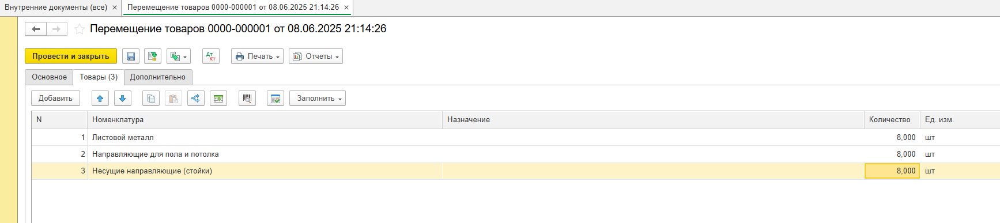 Внутренние документы (все) × Перемещение товаров 0000-000001 от 08.06.2025 21:14:26 ×
Перемещение товаров 0000-000001 от 08.06.2025 21:14:26
Провести и закрыть Дт Кт Печать Отчеты
Основное Товары (3) Дополнительно
Добавить Заполнить
N Номенклатура Назначение Количество Ед. изм.
1 Листовой металл 8,000 шт
2 Направляющие для пола и потолка 8,000 шт
3 Несущие направляющие (стойки) 8,000 шт